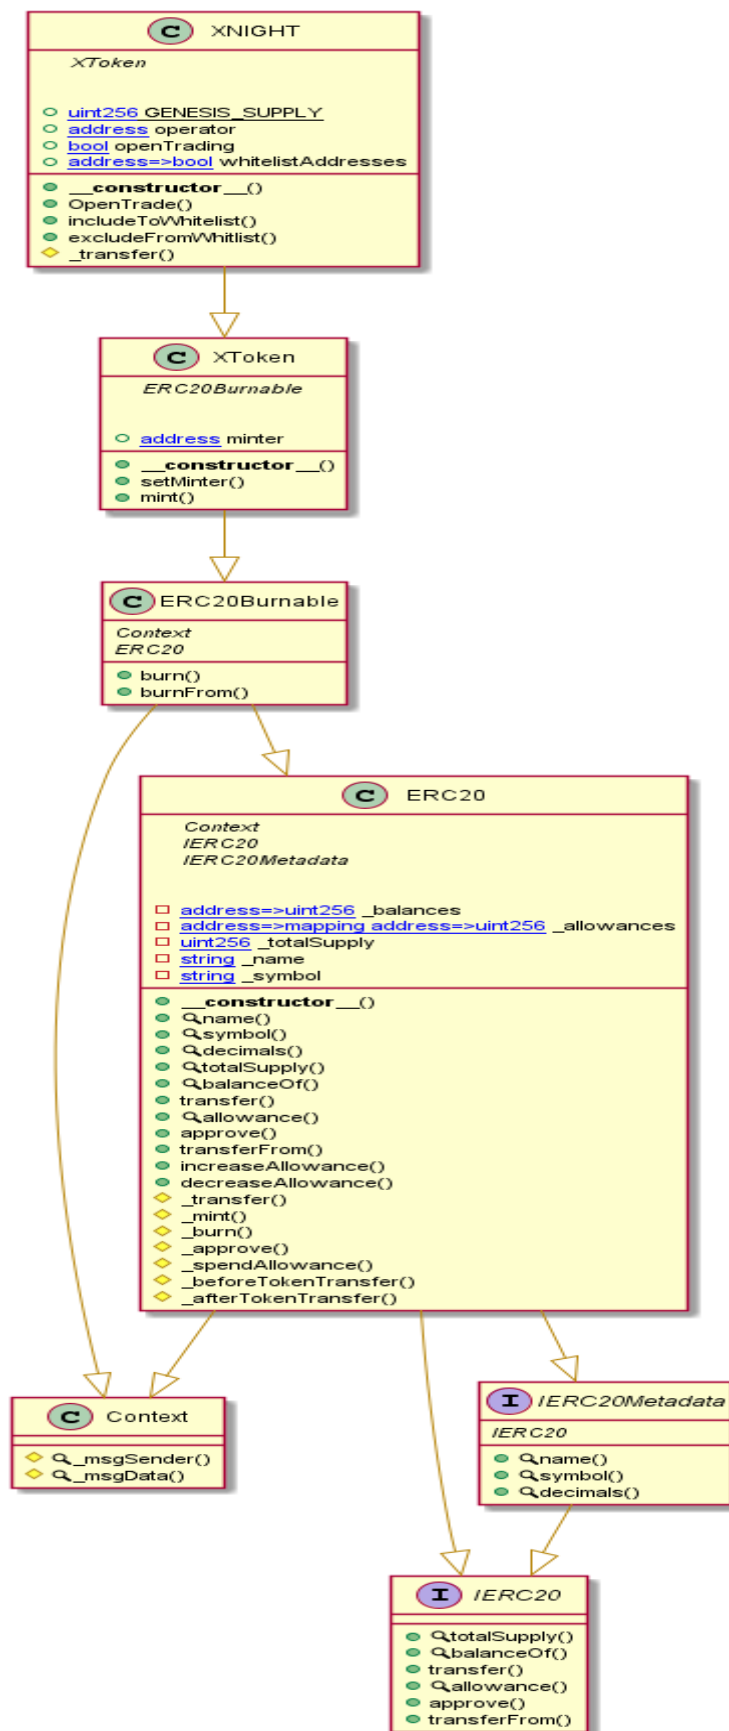 C XNIGHT
XToken
uint256 GENESIS_SUPPLY
address operator
bool openTrading
address=>bool whitelistAddresses
__constructor__()
OpenTrade()
includeToWhitelist()
excludeFromWhitlist()
_transfer()
C XToken
ERC20Burnable
address minter
__constructor__()
setMinter()
mint()
C ERC20Burnable
Context
ERC20
burn()
burnFrom()
C ERC20
Context
IERC20
IERC20Metadata
address=>uint256 _balances
address=>mapping address=>uint256 _allowances
uint256 _totalSupply
string _name
string _symbol
__constructor__()
name()
symbol()
decimals()
totalSupply()
balanceOf()
transfer()
allowance()
approve()
transferFrom()
increaseAllowance()
decreaseAllowance()
_transfer()
_mint()
_burn()
_approve()
_spendAllowance()
_beforeTokenTransfer()
_afterTokenTransfer()
C Context
_msgSender()
_msgData()
I IERC20Metadata
IERC20
name()
symbol()
decimals()
I IERC20
totalSupply()
balanceOf()
transfer()
allowance()
approve()
transferFrom()